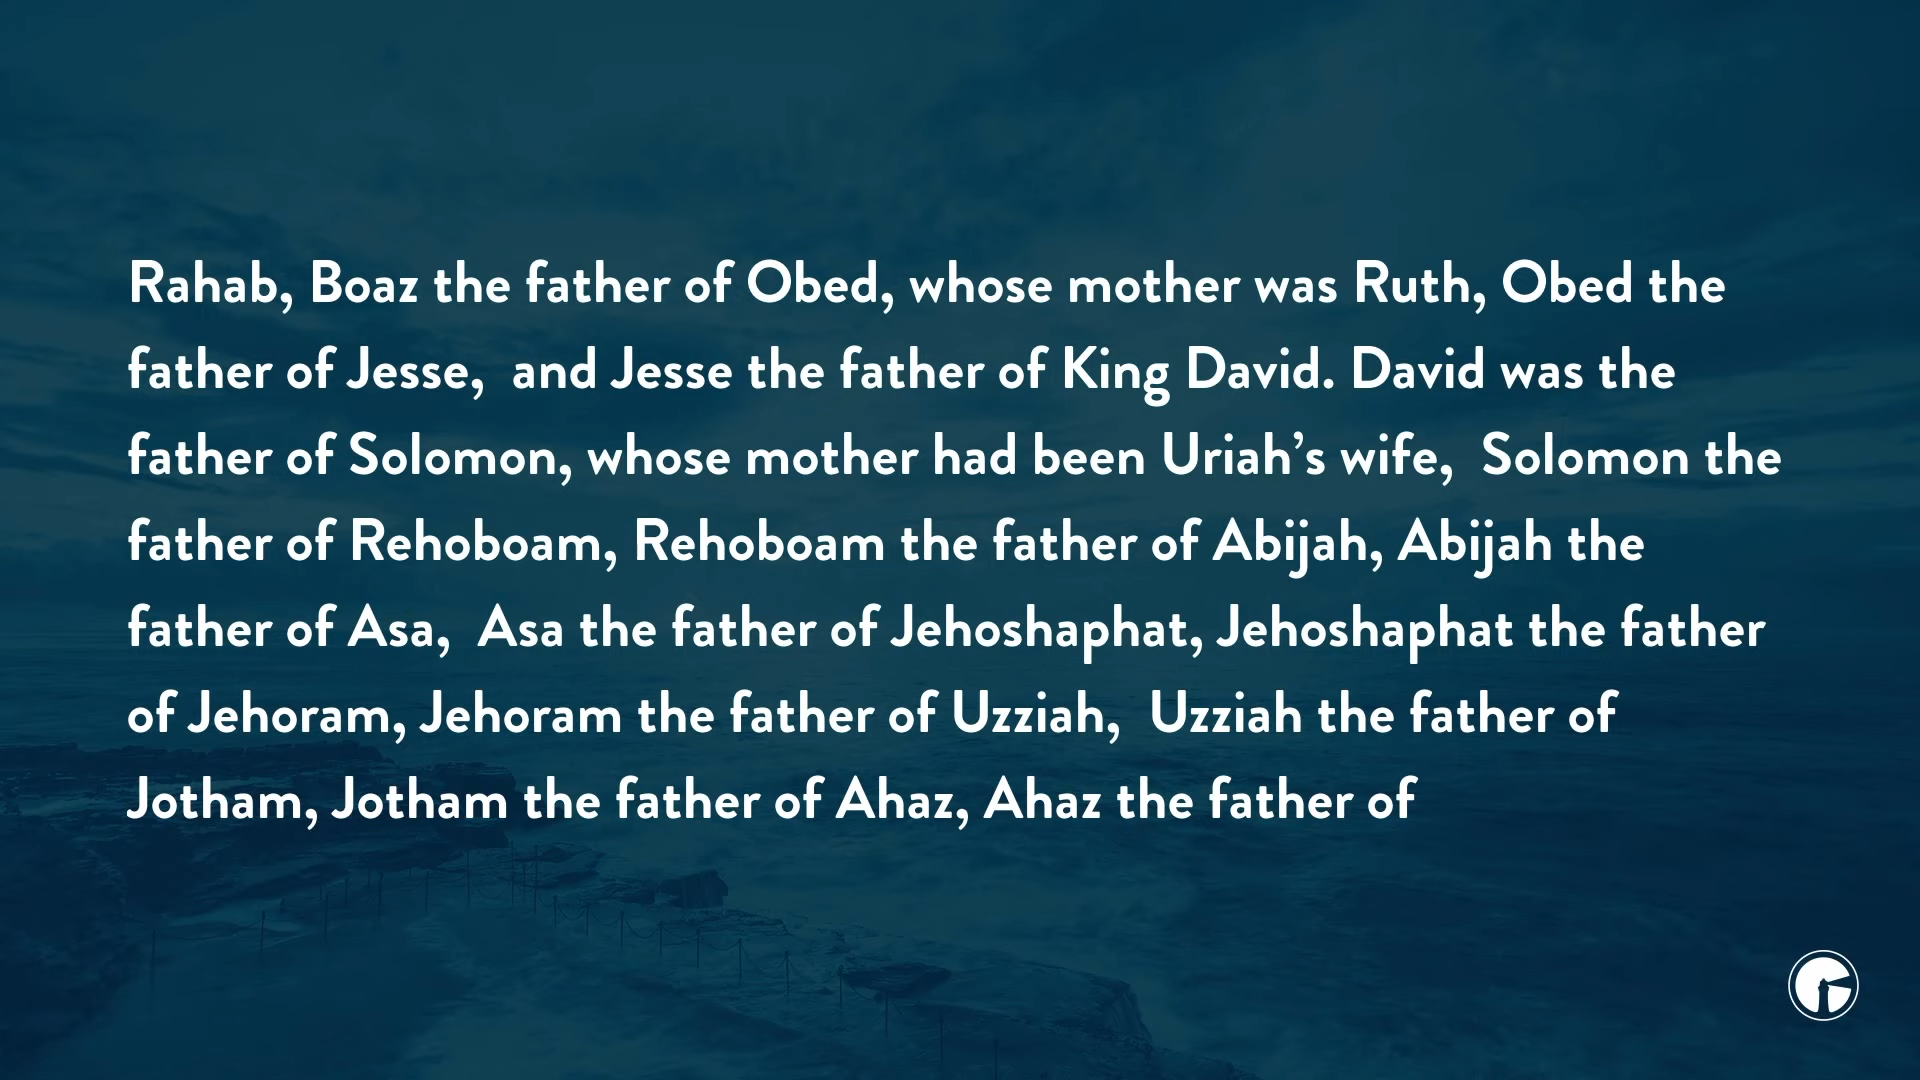 Rahab, Boaz the father of Obed, whose mother was Ruth, Obed the
father of Jesse,  and Jesse the father of King David. David was the
father of Solomon, whose mother had been Uriah’s wife,  Solomon the
father of Rehoboam, Rehoboam the father of Abijah, Abijah the
father of Asa,  Asa the father of Jehoshaphat, Jehoshaphat the father
of Jehoram, Jehoram the father of Uzziah,  Uzziah the father of
Jotham, Jotham the father of Ahaz, Ahaz the father of